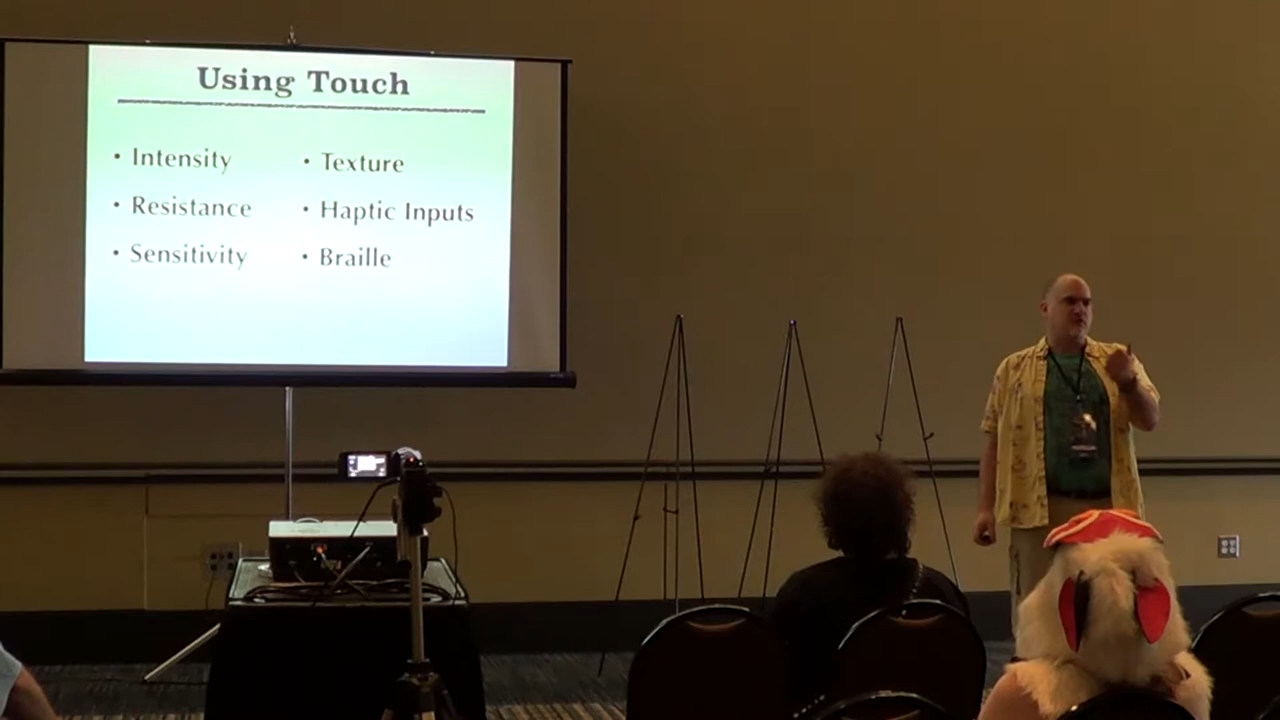 Using Touch
• Intensity
• Resistance
• Sensitivity
• Texture
• Haptic Inputs
• Braille